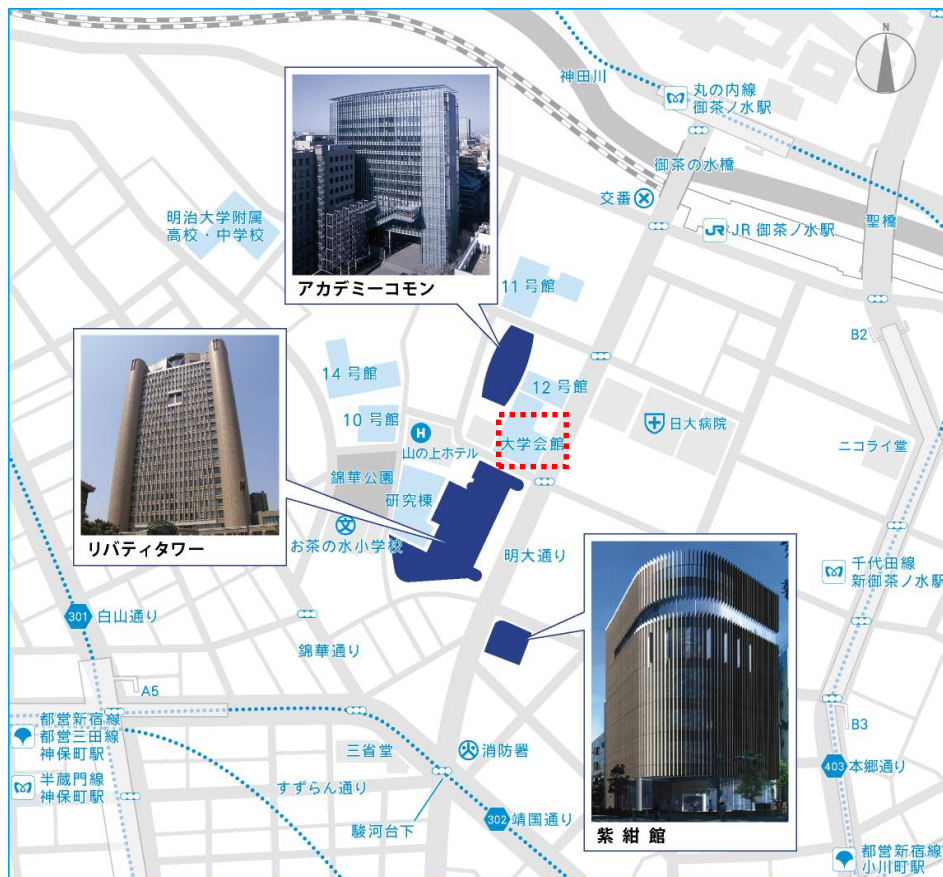 神田川
丸の内線
御茶ノ水駅
御茶の水橋
交番
JR 御茶ノ水駅
聖橋
明治大学附属
高校・中学校
アカデミーコモン
11号館
B2
14号館
12号館
10号館
H
山の上ホテル
大学会館
日大病院
ニコライ堂
錦華公園
研究棟
リバティタワー
文
お茶の水小学校
明大通り
千代田線
新御茶ノ水駅
301 白山通り
錦華通り
A5
都営新宿線
都営三田線
神保町駅
三省堂
消防署
B3
半蔵門線
神保町駅
すずらん通り
403 本郷通り
駿河台下
302 靖国通り
紫紺館
都営新宿線
小川町駅
N